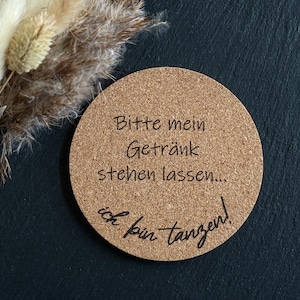 Bitte mein
Getränk
stehen lassen...
ich bin tanzen!